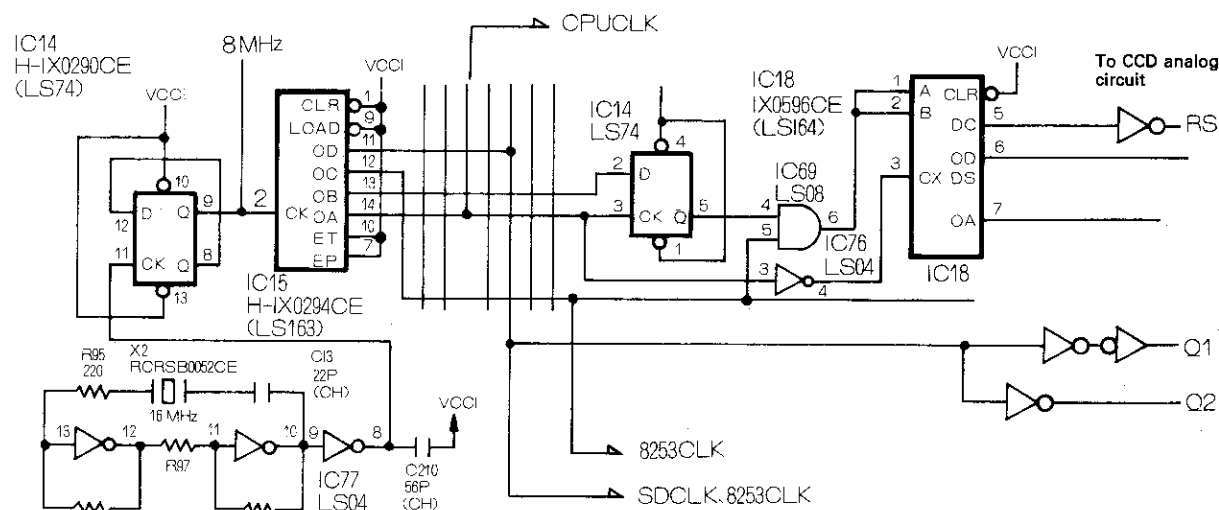 CPUCLK
IC14
H-IX0290CE
(LS74)
8MHz
VCCI
VCCI
CLR
LOAD
OD
OC
OB
OA
ET
EP
CK
1
9
11
12
13
14
10
7
2
IC15
H-IX0294CE
(LS163)
10
D
Q
9
12
11
CK
Q
8
13
IC14
LS74
4
2
D
3
CK
Q
5
1
IC18
IX0596CE
(LS164)
IC69
LS08
4
5
6
IC76
LS04
3
4
VCCI
1
A
2
B
3
CX
CLR
DC
5
OD
6
DS
OA
7
IC18
To CCD analog
circuit
RS
Q1
Q2
R95
220
X2
RCRSB0052CE
16 MHz
C13
22P
(CH)
VCCI
13
12
R97
11
10
9
8
IC77
LS04
C210
56P
(CH)
8253CLK
SDCLK、8253CLK